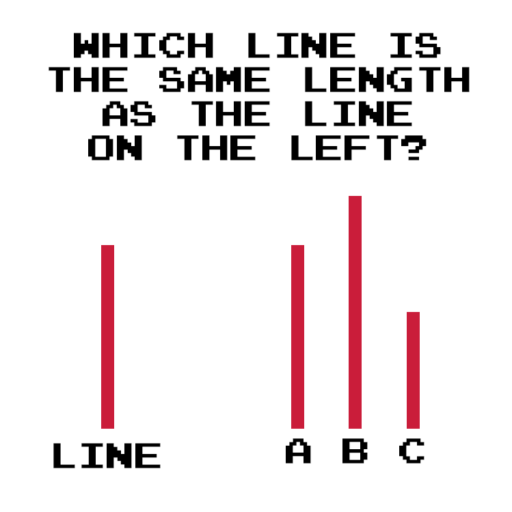 WHICH LINE IS
THE SAME LENGTH
AS THE LINE
ON THE LEFT?
LINE
A B C